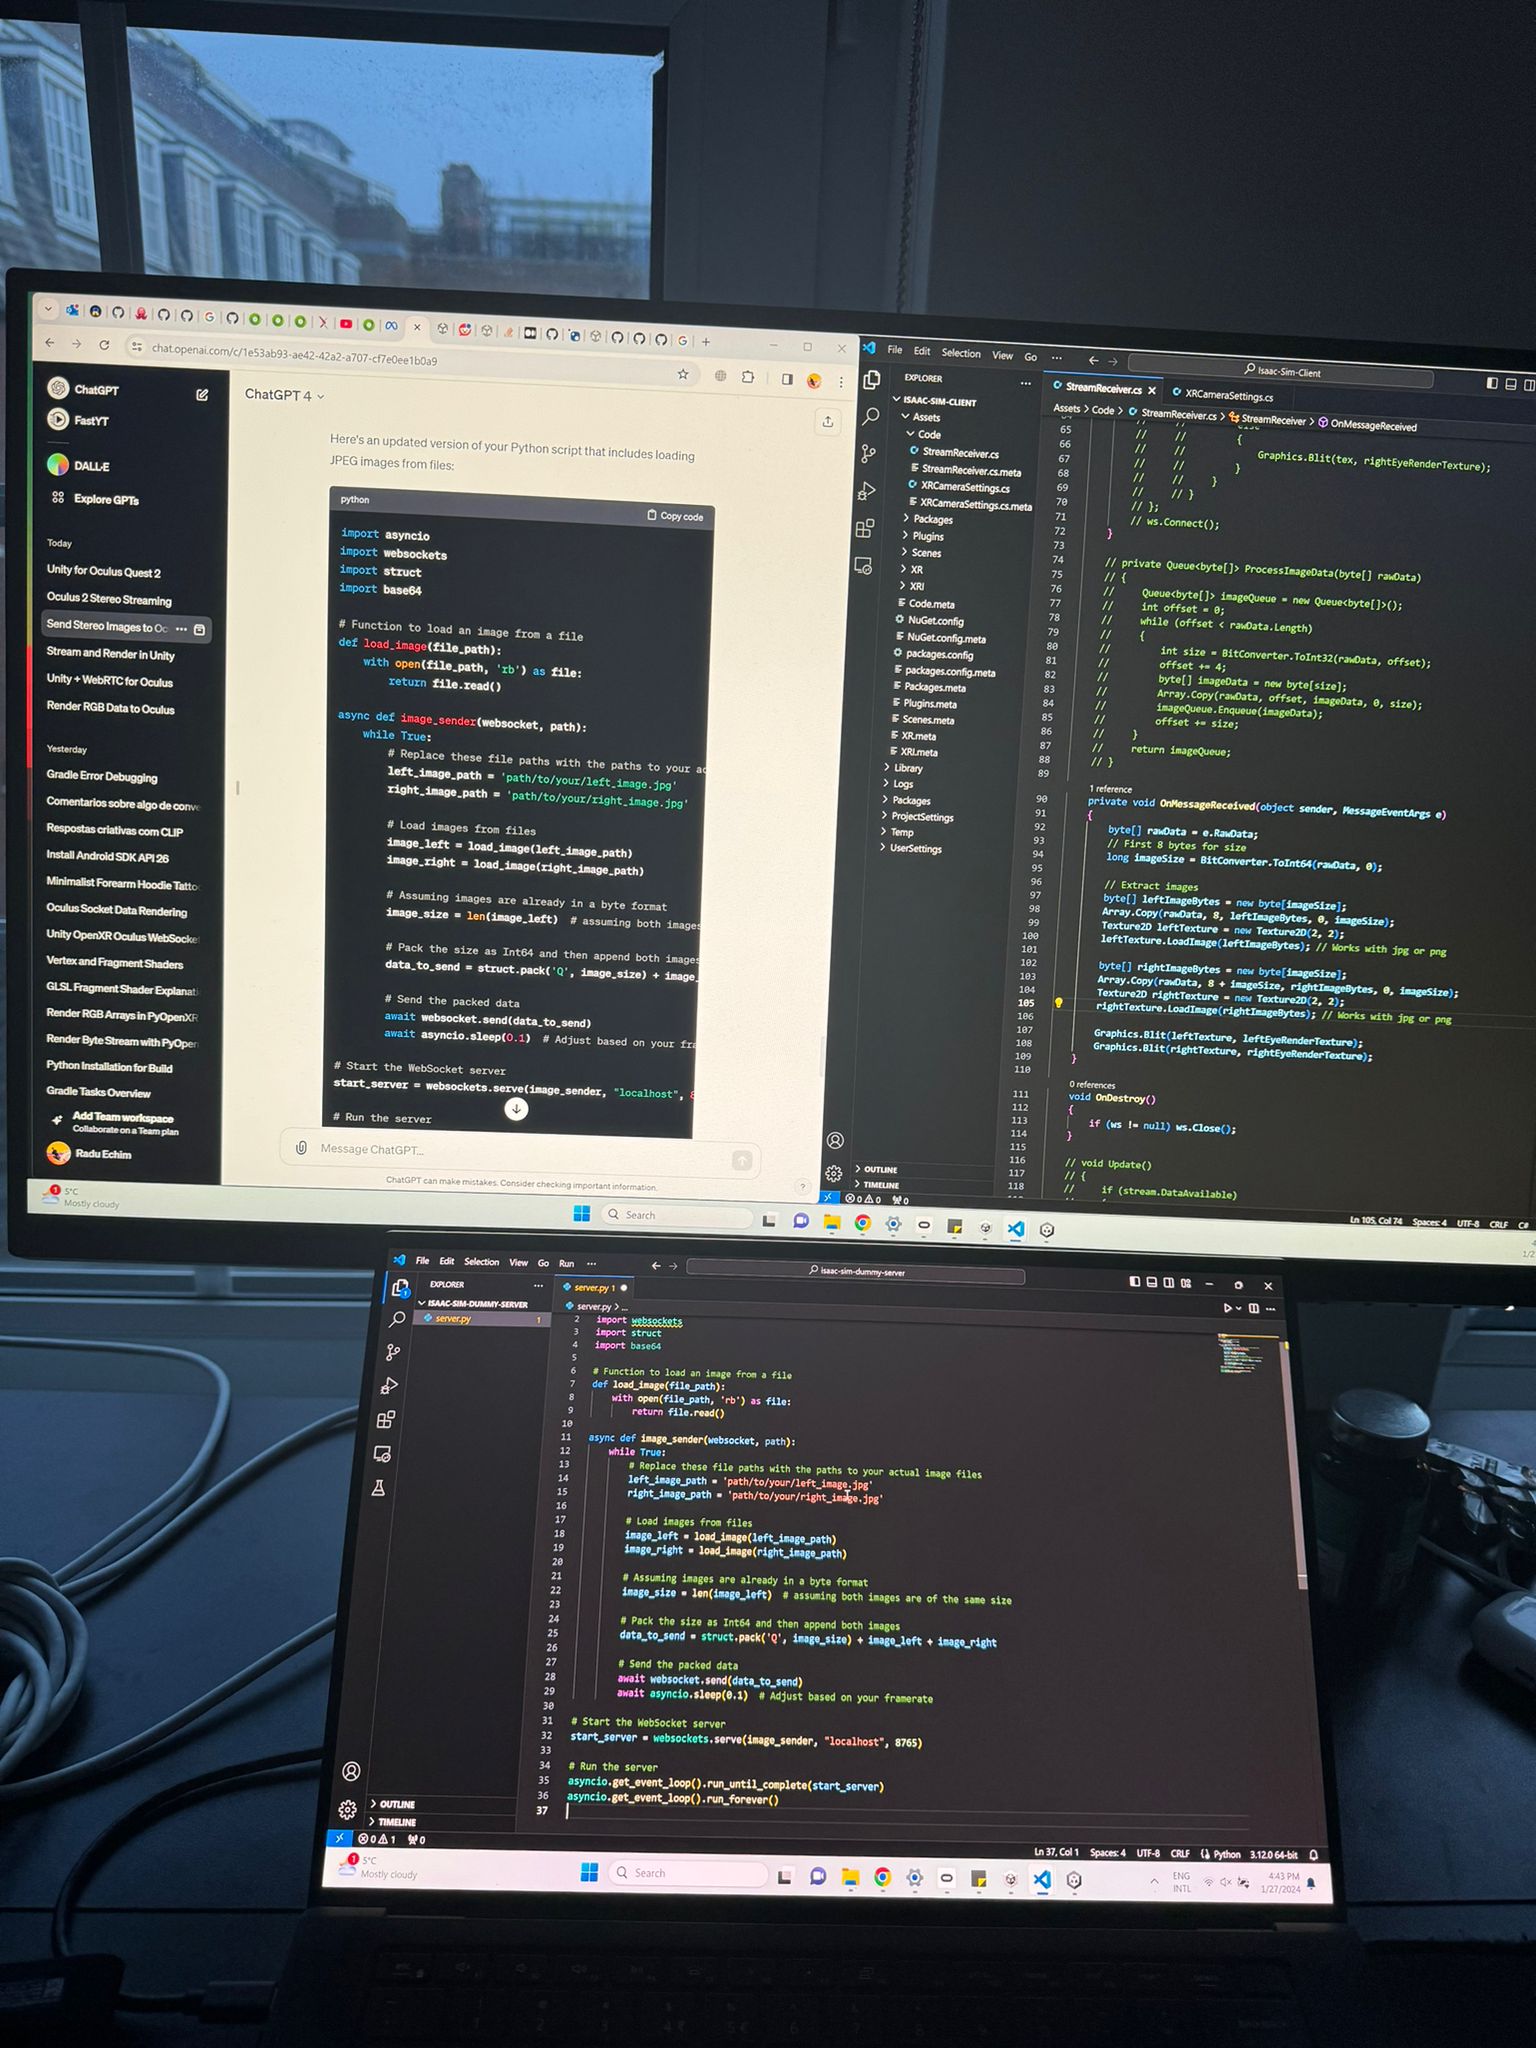 chat.openai.com/c/1e53ab93-ae42-42a2-a707-cf7e0ee1b0a9
ChatGPT
FastYT
DALL·E
Explore GPTs
Today
Unity for Oculus Quest 2
Oculus 2 Stereo Streaming
Send Stereo Images to Oc
Stream and Render in Unity
Unity + WebRTC for Oculus
Render RGB Data to Oculus
Yesterday
Gradle Error Debugging
Comentarios sobre algo de conve
Respostas criativas com CLIP
Install Android SDK API 26
Minimalist Forearm Hoodie Tatto
Oculus Socket Data Rendering
Unity OpenXR Oculus WebSocke
Vertex and Fragment Shaders
GLSL Fragment Shader Explanati
Render RGB Arrays in PyOpenXR
Render Byte Stream with PyOpen
Python Installation for Build
Gradle Tasks Overview
Add Team workspace
Collaborate on a Team plan
Radu Echim
ChatGPT 4
Here's an updated version of your Python script that includes loading
JPEG images from files:
python
Copy code
import asyncio
import websockets
import struct
import base64
# Function to load an image from a file
def load_image(file_path):
with open(file_path, 'rb') as file:
return file.read()
async def image_sender(websocket, path):
while True:
# Replace these file paths with the paths to your ac
left_image_path = 'path/to/your/left_image.jpg'
right_image_path = 'path/to/your/right_image.jpg'
# Load images from files
image_left = load_image(left_image_path)
image_right = load_image(right_image_path)
# Assuming images are already in a byte format
image_size = len(image_left) # assuming both images
# Pack the size as Int64 and then append both images
data_to_send = struct.pack('Q', image_size) + image_
# Send the packed data
await websocket.send(data_to_send)
await asyncio.sleep(0.1) # Adjust based on your fra
# Start the WebSocket server
start_server = websockets.serve(image_sender, "localhost", 8
# Run the server
Message ChatGPT...
ChatGPT can make mistakes. Consider checking important information.
?
1
5°C
Mostly cloudy
Search
File Edit Selection View Go ...
Isaac-Sim-Client
EXPLORER
ISAAC-SIM-CLIENT
Assets
Code
StreamReceiver.cs
StreamReceiver.cs.meta
XRCameraSettings.cs
XRCameraSettings.cs.meta
Packages
Plugins
Scenes
XR
XRI
Code.meta
NuGet.config
NuGet.config.meta
packages.config
packages.config.meta
Packages.meta
Plugins.meta
Scenes.meta
XR.meta
XRI.meta
Library
Logs
Packages
ProjectSettings
Temp
UserSettings
OUTLINE
TIMELINE
0 0 0
StreamReceiver.cs
XRCameraSettings.cs
Assets > Code > StreamReceiver.cs > StreamReceiver > OnMessageReceived
65 // // {
66 // // Graphics.Blit(tex, rightEyeRenderTexture);
67 // // }
68 // // }
69 // // }
70 // };
71 // ws.Connect();
72 }
73
74 // private Queue<byte[]> ProcessImageData(byte[] rawData)
75 // {
76 // Queue<byte[]> imageQueue = new Queue<byte[]>();
77 // int offset = 0;
78 // while (offset < rawData.Length)
79 // {
80 // int size = BitConverter.ToInt32(rawData, offset);
81 // offset += 4;
82 // byte[] imageData = new byte[size];
83 // Array.Copy(rawData, offset, imageData, 0, size);
84 // imageQueue.Enqueue(imageData);
85 // offset += size;
86 // }
87 // return imageQueue;
88 // }
89
1 reference
90 private void OnMessageReceived(object sender, MessageEventArgs e)
91 {
92 byte[] rawData = e.RawData;
93 // First 8 bytes for size
94 long imageSize = BitConverter.ToInt64(rawData, 0);
95
96 // Extract images
97 byte[] leftImageBytes = new byte[imageSize];
98 Array.Copy(rawData, 8, leftImageBytes, 0, imageSize);
99 Texture2D leftTexture = new Texture2D(2, 2);
100 leftTexture.LoadImage(leftImageBytes); // Works with jpg or png
101
102 byte[] rightImageBytes = new byte[imageSize];
103 Array.Copy(rawData, 8 + imageSize, rightImageBytes, 0, imageSize);
104 Texture2D rightTexture = new Texture2D(2, 2);
105 rightTexture.LoadImage(rightImageBytes); // Works with jpg or png
106
107 Graphics.Blit(leftTexture, leftEyeRenderTexture);
108 Graphics.Blit(rightTexture, rightEyeRenderTexture);
109 }
110
0 references
111 void OnDestroy()
112 {
113 if (ws != null) ws.Close();
114 }
115
116 // void Update()
117 // {
118 // if (stream.DataAvailable)
Ln 105, Col 74 Spaces: 4 UTF-8 CRLF C#
File Edit Selection View Go Run ...
isaac-sim-dummy-server
EXPLORER
ISAAC-SIM-DUMMY-SERVER
server.py 1
server.py 1
server.py > ...
2 import websockets
3 import struct
4 import base64
5
6 # Function to load an image from a file
7 def load_image(file_path):
8 with open(file_path, 'rb') as file:
9 return file.read()
10
11 async def image_sender(websocket, path):
12 while True:
13 # Replace these file paths with the paths to your actual image files
14 left_image_path = 'path/to/your/left_image.jpg'
15 right_image_path = 'path/to/your/right_image.jpg'
16
17 # Load images from files
18 image_left = load_image(left_image_path)
19 image_right = load_image(right_image_path)
20
21 # Assuming images are already in a byte format
22 image_size = len(image_left) # assuming both images are of the same size
23
24 # Pack the size as Int64 and then append both images
25 data_to_send = struct.pack('Q', image_size) + image_left + image_right
26
27 # Send the packed data
28 await websocket.send(data_to_send)
29 await asyncio.sleep(0.1) # Adjust based on your framerate
30
31 # Start the WebSocket server
32 start_server = websockets.serve(image_sender, "localhost", 8765)
33
34 # Run the server
35 asyncio.get_event_loop().run_until_complete(start_server)
36 asyncio.get_event_loop().run_forever()
37
OUTLINE
TIMELINE
0 1 0
Ln 37, Col 1 Spaces: 4 UTF-8 CRLF Python 3.12.0 64-bit
1
5°C
Mostly cloudy
Search
ENG
INTL
4:43 PM
1/27/2024